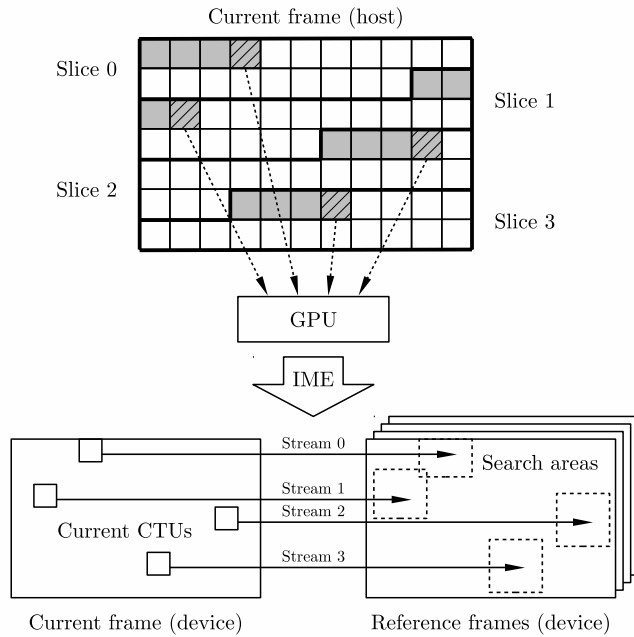 Current frame (host)
Slice 0
Slice 1
Slice 2
Slice 3
GPU
IME
Stream 0
Search areas
Stream 1
Stream 2
Current CTUs
Stream 3
Current frame (device)
Reference frames (device)